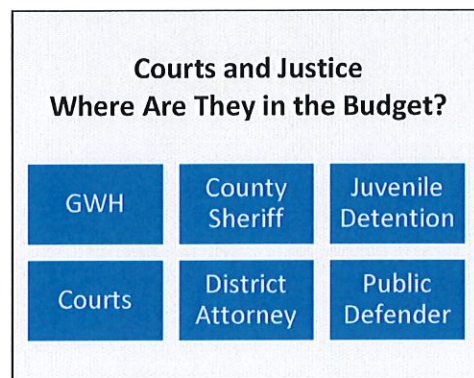 Courts and Justice
Where Are They in the Budget?
GWH
County
Sheriff
Juvenile
Detention
Courts
District
Attorney
Public
Defender